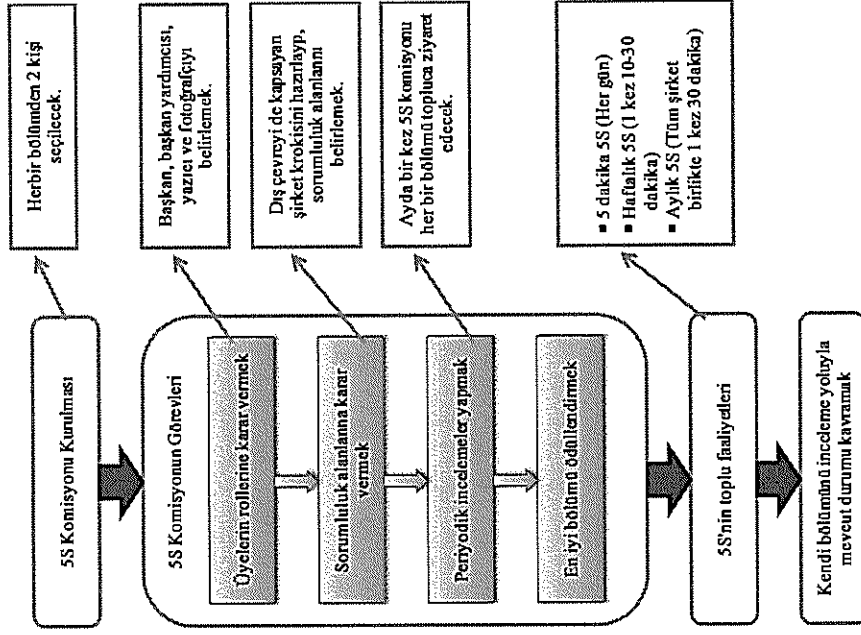 5S Komisyonu Kurulması
Herbir bölümden 2 kişi
seçilecek.
5S Komisyonun Görevleri
Üyelerin rollerine karar vermek
Başkan, başkan yardımcısı,
yazıcı ve fotoğrafçıyı
belirlemek.
Sorumluluk alanlarına karar
vermek
Dış çevreyi de kapsayan
şirket krokisini hazırlayp,
sorumluluk alanlarını
belirlemek.
Periyodik incelemeler yapmak
Ayda bir kez 5S komisyonu
her bir bölümü topluca ziyaret
edecek.
En iyi bölümü ödüllendirmek
5S'nin toplu faaliyetleri
▪ 5 dakika 5S (Her gün)
▪ Haftalık 5S (1 kez 10-30
dakika)
▪ Aylık 5S (Tüm şirket
birlikte 1 kez 30 dakika)
Kendi bölümünü inceleme yoluyla
mevcut durumu kavramak